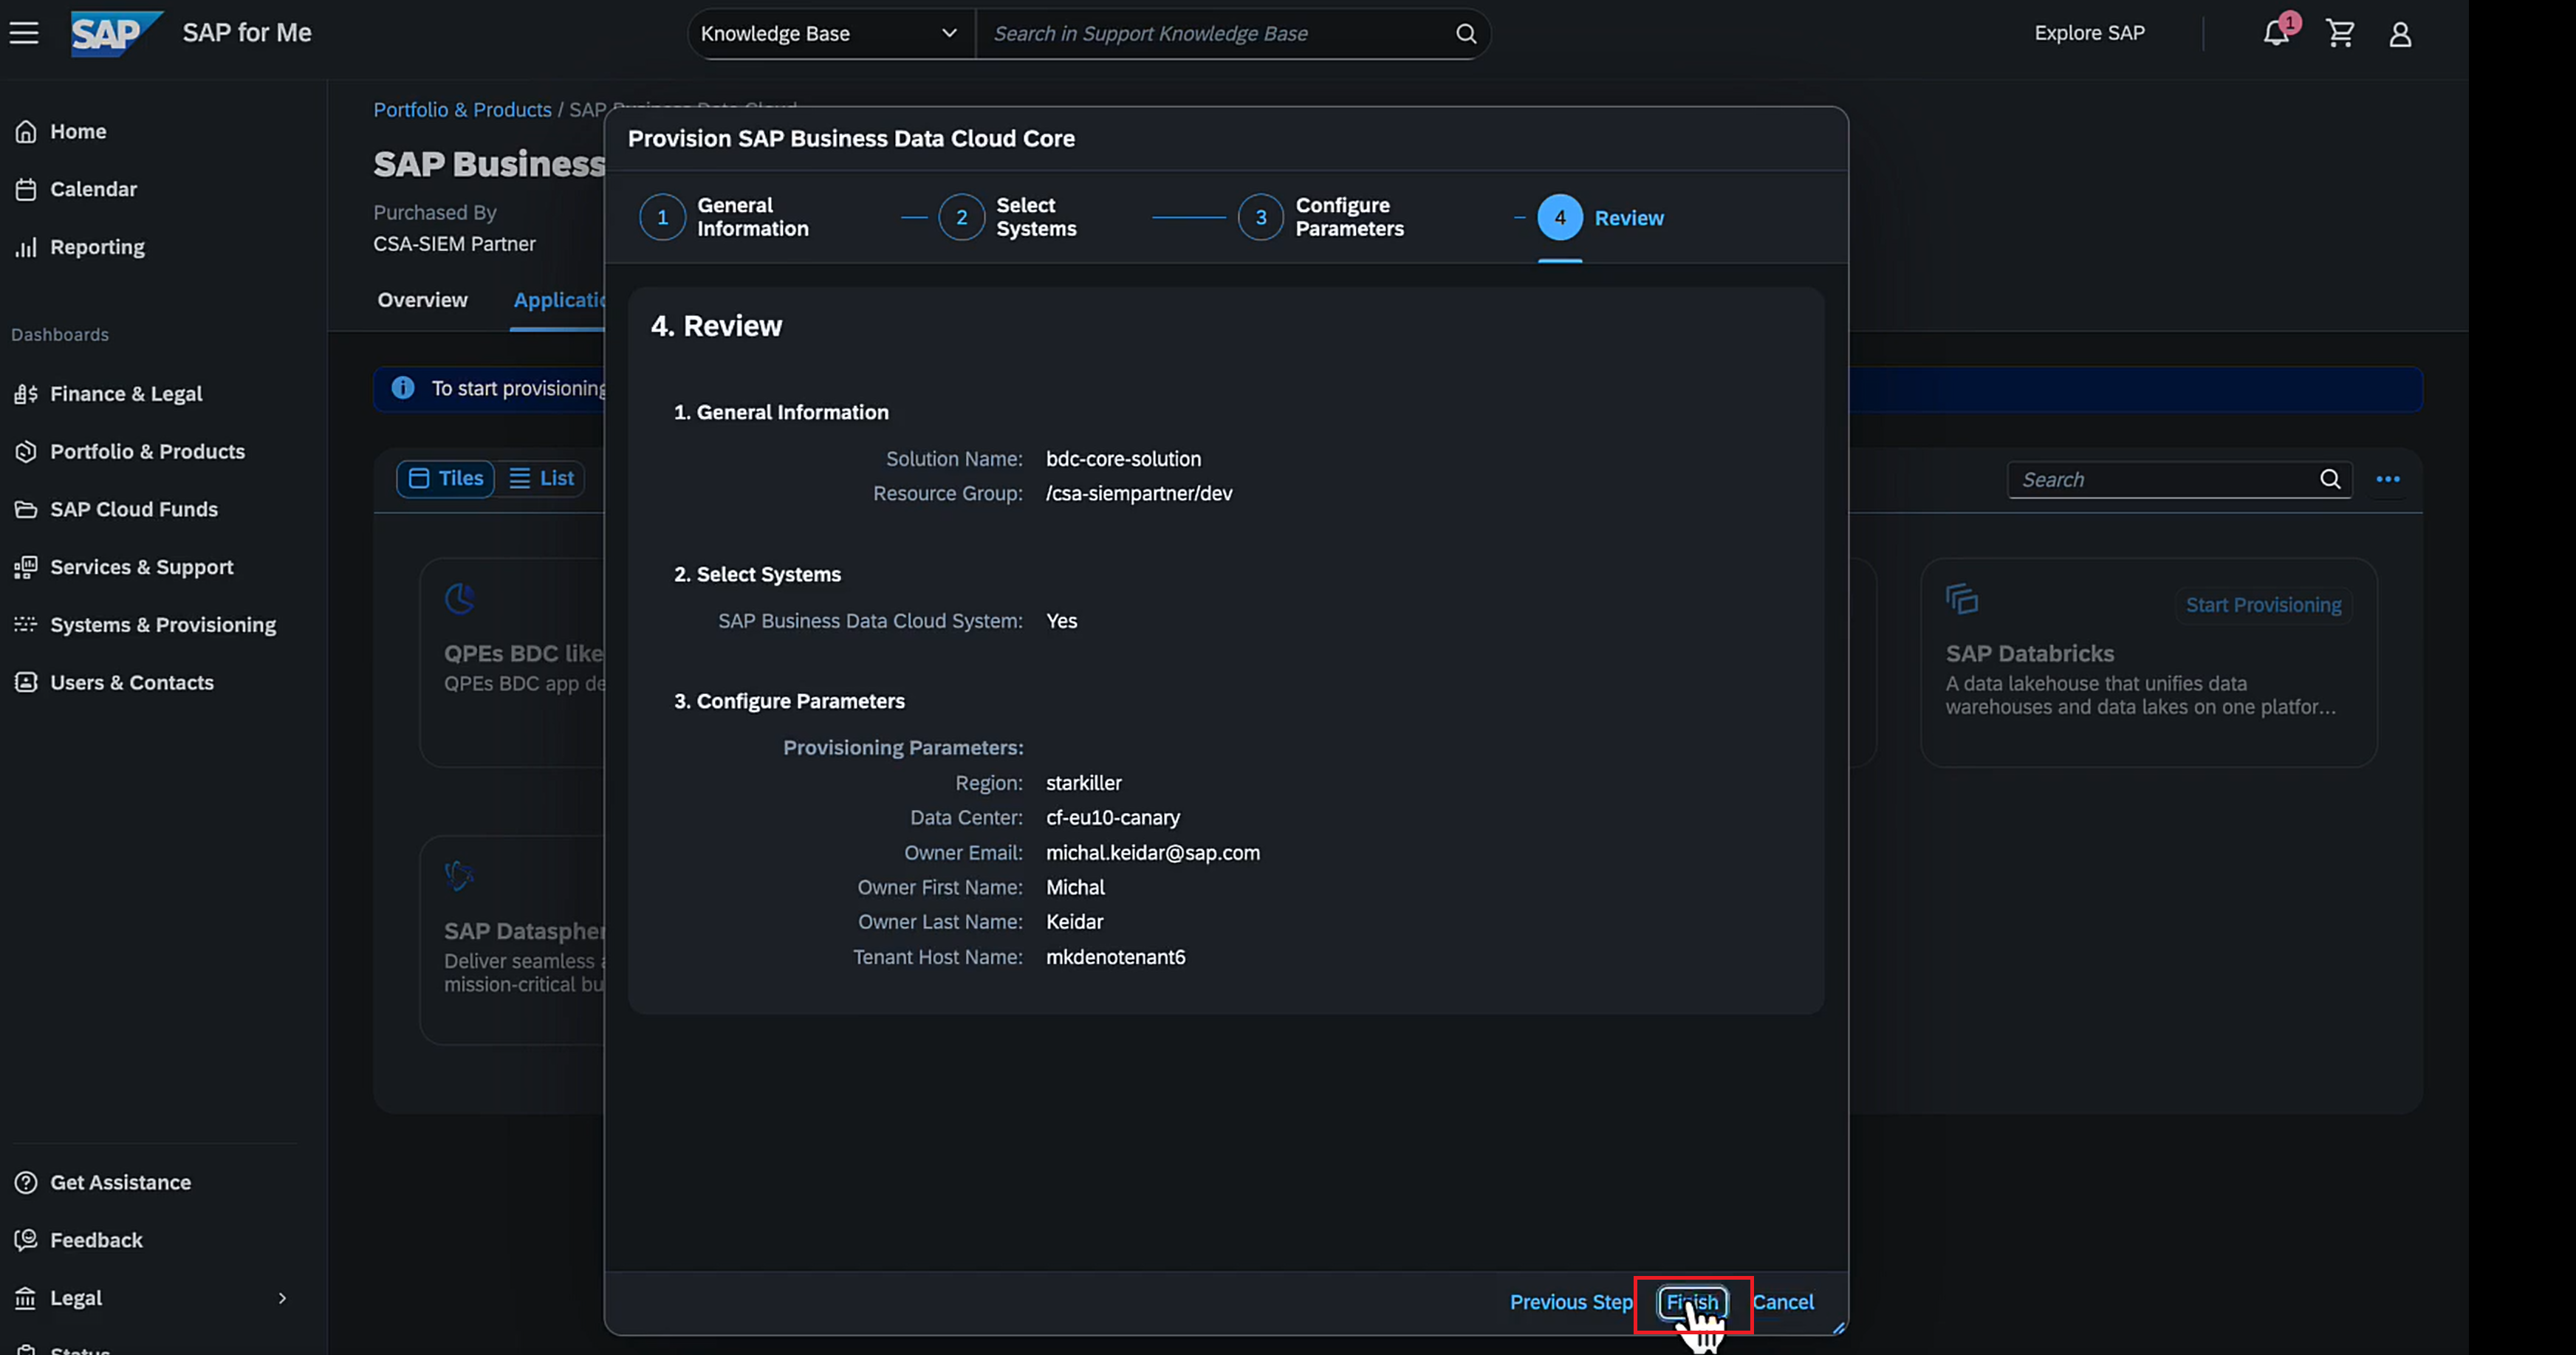 SAP
SAP for Me
Knowledge Base
Search in Support Knowledge Base
Explore SAP
1
Home
Calendar
Reporting
Dashboards
Finance & Legal
Portfolio & Products
SAP Cloud Funds
Services & Support
Systems & Provisioning
Users & Contacts
Get Assistance
Feedback
Legal
Status
Portfolio & Products / SAP Business Data Cloud
SAP Business
Purchased By
CSA-SIEM Partner
Overview
Applicatio
To start provisioning
Tiles
List
Search
QPEs BDC like
QPEs BDC app de
SAP Databricks
Start Provisioning
A data lakehouse that unifies data
warehouses and data lakes on one platfor...
SAP Datasphe
Deliver seamless a
mission-critical bu
Provision SAP Business Data Cloud Core
1 General Information
2 Select Systems
3 Configure Parameters
4 Review
4. Review
1. General Information
Solution Name: bdc-core-solution
Resource Group: /csa-siempartner/dev
2. Select Systems
SAP Business Data Cloud System: Yes
3. Configure Parameters
Provisioning Parameters:
Region: starkiller
Data Center: cf-eu10-canary
Owner Email: michal.keidar@sap.com
Owner First Name: Michal
Owner Last Name: Keidar
Tenant Host Name: mkdenotenant6
Previous Step
Finish
Cancel